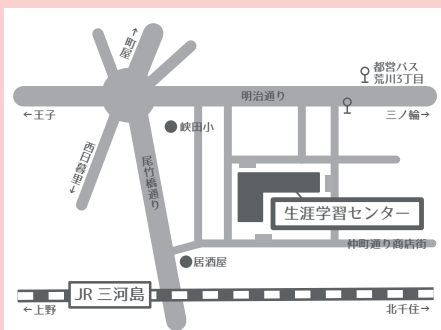 ↑町屋
都営バス
荒川3丁目
明治通り
←王子
三ノ輪→
峡田小
西日暮里↓
尾竹橋通り
生涯学習センター
仲町通り商店街
居酒屋
JR 三河島
←上野
北千住→